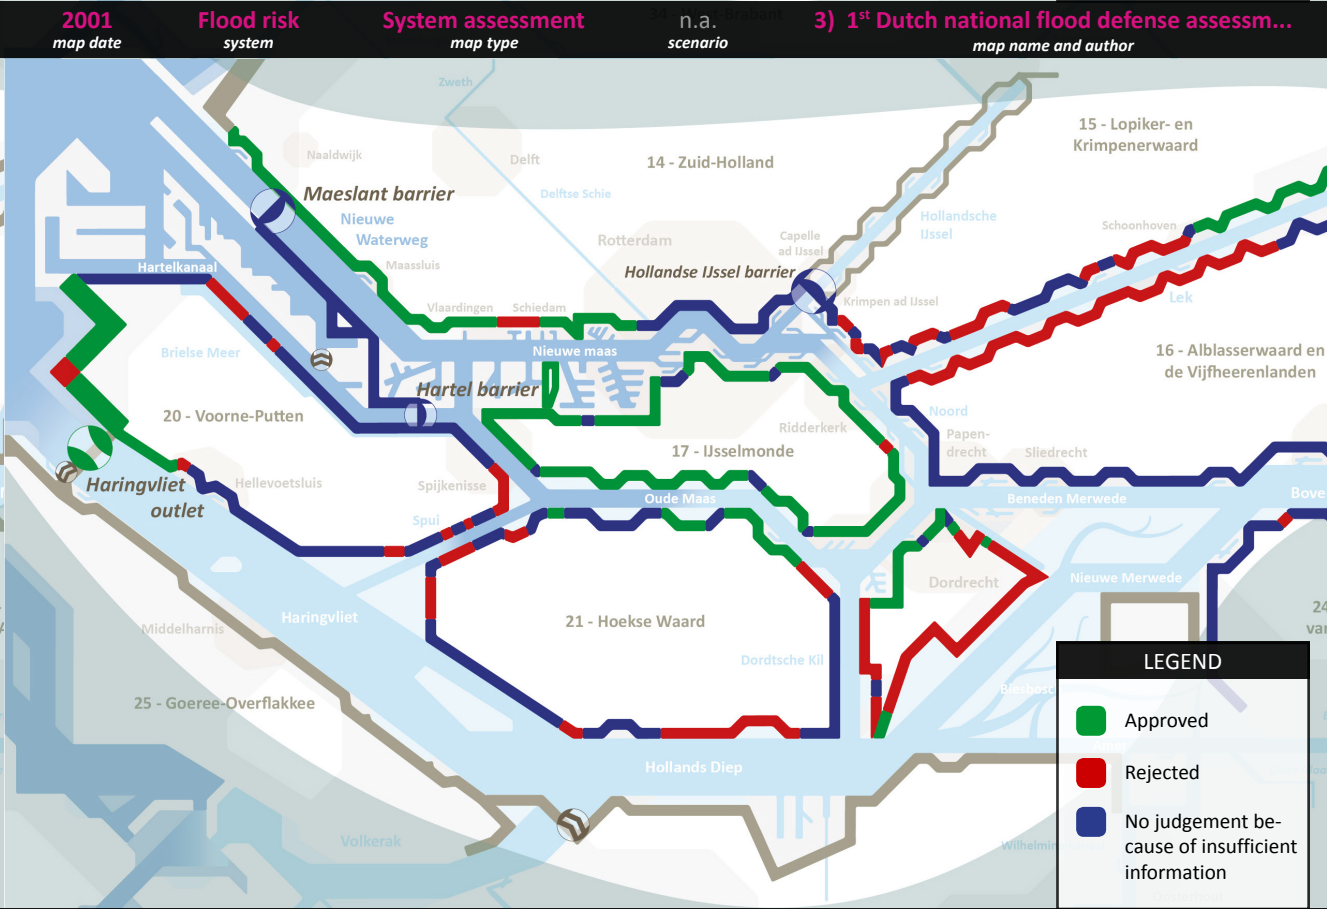 2001
map date
Flood risk
system
System assessment
map type
n.a.
scenario
3) 1st Dutch national flood defense assessm...
map name and author
Zweth
15 - Lopiker- en
Krimpenerwaard
Naaldwijk
Delft
14 - Zuid-Holland
Maeslant barrier
Delftse Schie
Nieuwe
Waterweg
Hollandsche
IJssel
Schoonhoven
Rotterdam
Capelle
ad IJssel
Hartelkanaal
Maassluis
Hollandse IJssel barrier
Lek
Vlaardingen
Schiedam
Krimpen ad IJssel
Brielse Meer
Nieuwe maas
16 - Alblasserwaard en
de Vijfheerenlanden
Hartel barrier
20 - Voorne-Putten
Noord
Ridderkerk
Papen-
drecht
Sliedrecht
17 - IJsselmonde
Haringvliet
outlet
Hellevoetsluis
Spijkenisse
Oude Maas
Beneden Merwede
Bove
Spui
Dordrecht
Nieuwe Merwede
Haringvliet
21 - Hoekse Waard
24
van
Middelharnis
Dordtsche Kil
LEGEND
25 - Goeree-Overflakkee
Biesbosc
Approved
Hollands Diep
Rejected
Volkerak
No judgement be-
cause of insufficient
information
Wilhelmin